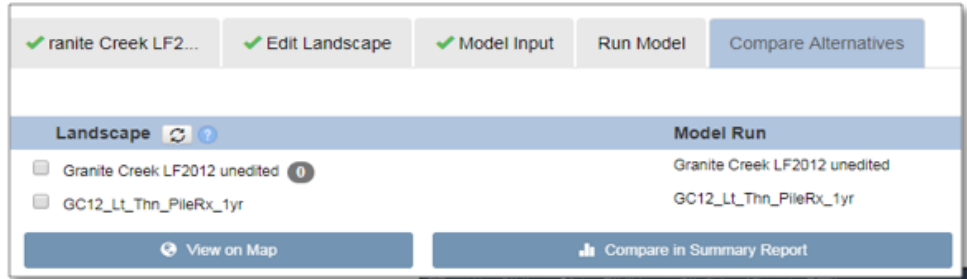 ranite Creek LF2... Edit Landscape Model Input Run Model Compare Alternatives
Landscape ? Model Run
Granite Creek LF2012 unedited 0 Granite Creek LF2012 unedited
GC12_Lt_Thn_PileRx_1yr GC12_Lt_Thn_PileRx_1yr
View on Map Compare in Summary Report